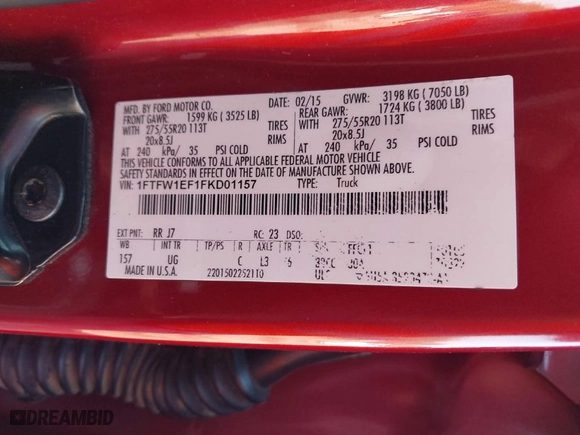 MFD. BY FORD MOTOR CO.
DATE: 02/15 GVWR: 3198 KG ( 7050 LB)
FRONT GAWR: 1599 KG ( 3525 LB)
REAR GAWR: 1724 KG ( 3800 LB)
WITH 275/55R20 113T TIRES
WITH 275/55R20 113T TIRES
20x8.5J RIMS
20x8.5J RIMS
AT 240 kPa/ 35 PSI COLD
AT 240 kPa/ 35 PSI COLD
THIS VEHICLE CONFORMS TO ALL APPLICABLE FEDERAL MOTOR VEHICLE
SAFETY STANDARDS IN EFFECT ON THE DATE OF MANUFACTURE SHOWN ABOVE.
VIN: 1FTFW1EF1FKD01157 TYPE: Truck
EXT PNT: RR J7 RC: 23 DSO:
WB INT TR TP/PS R AXLE TR
157 UG C L3 6
MADE IN U.S.A. 2201502252110
DREAMBID